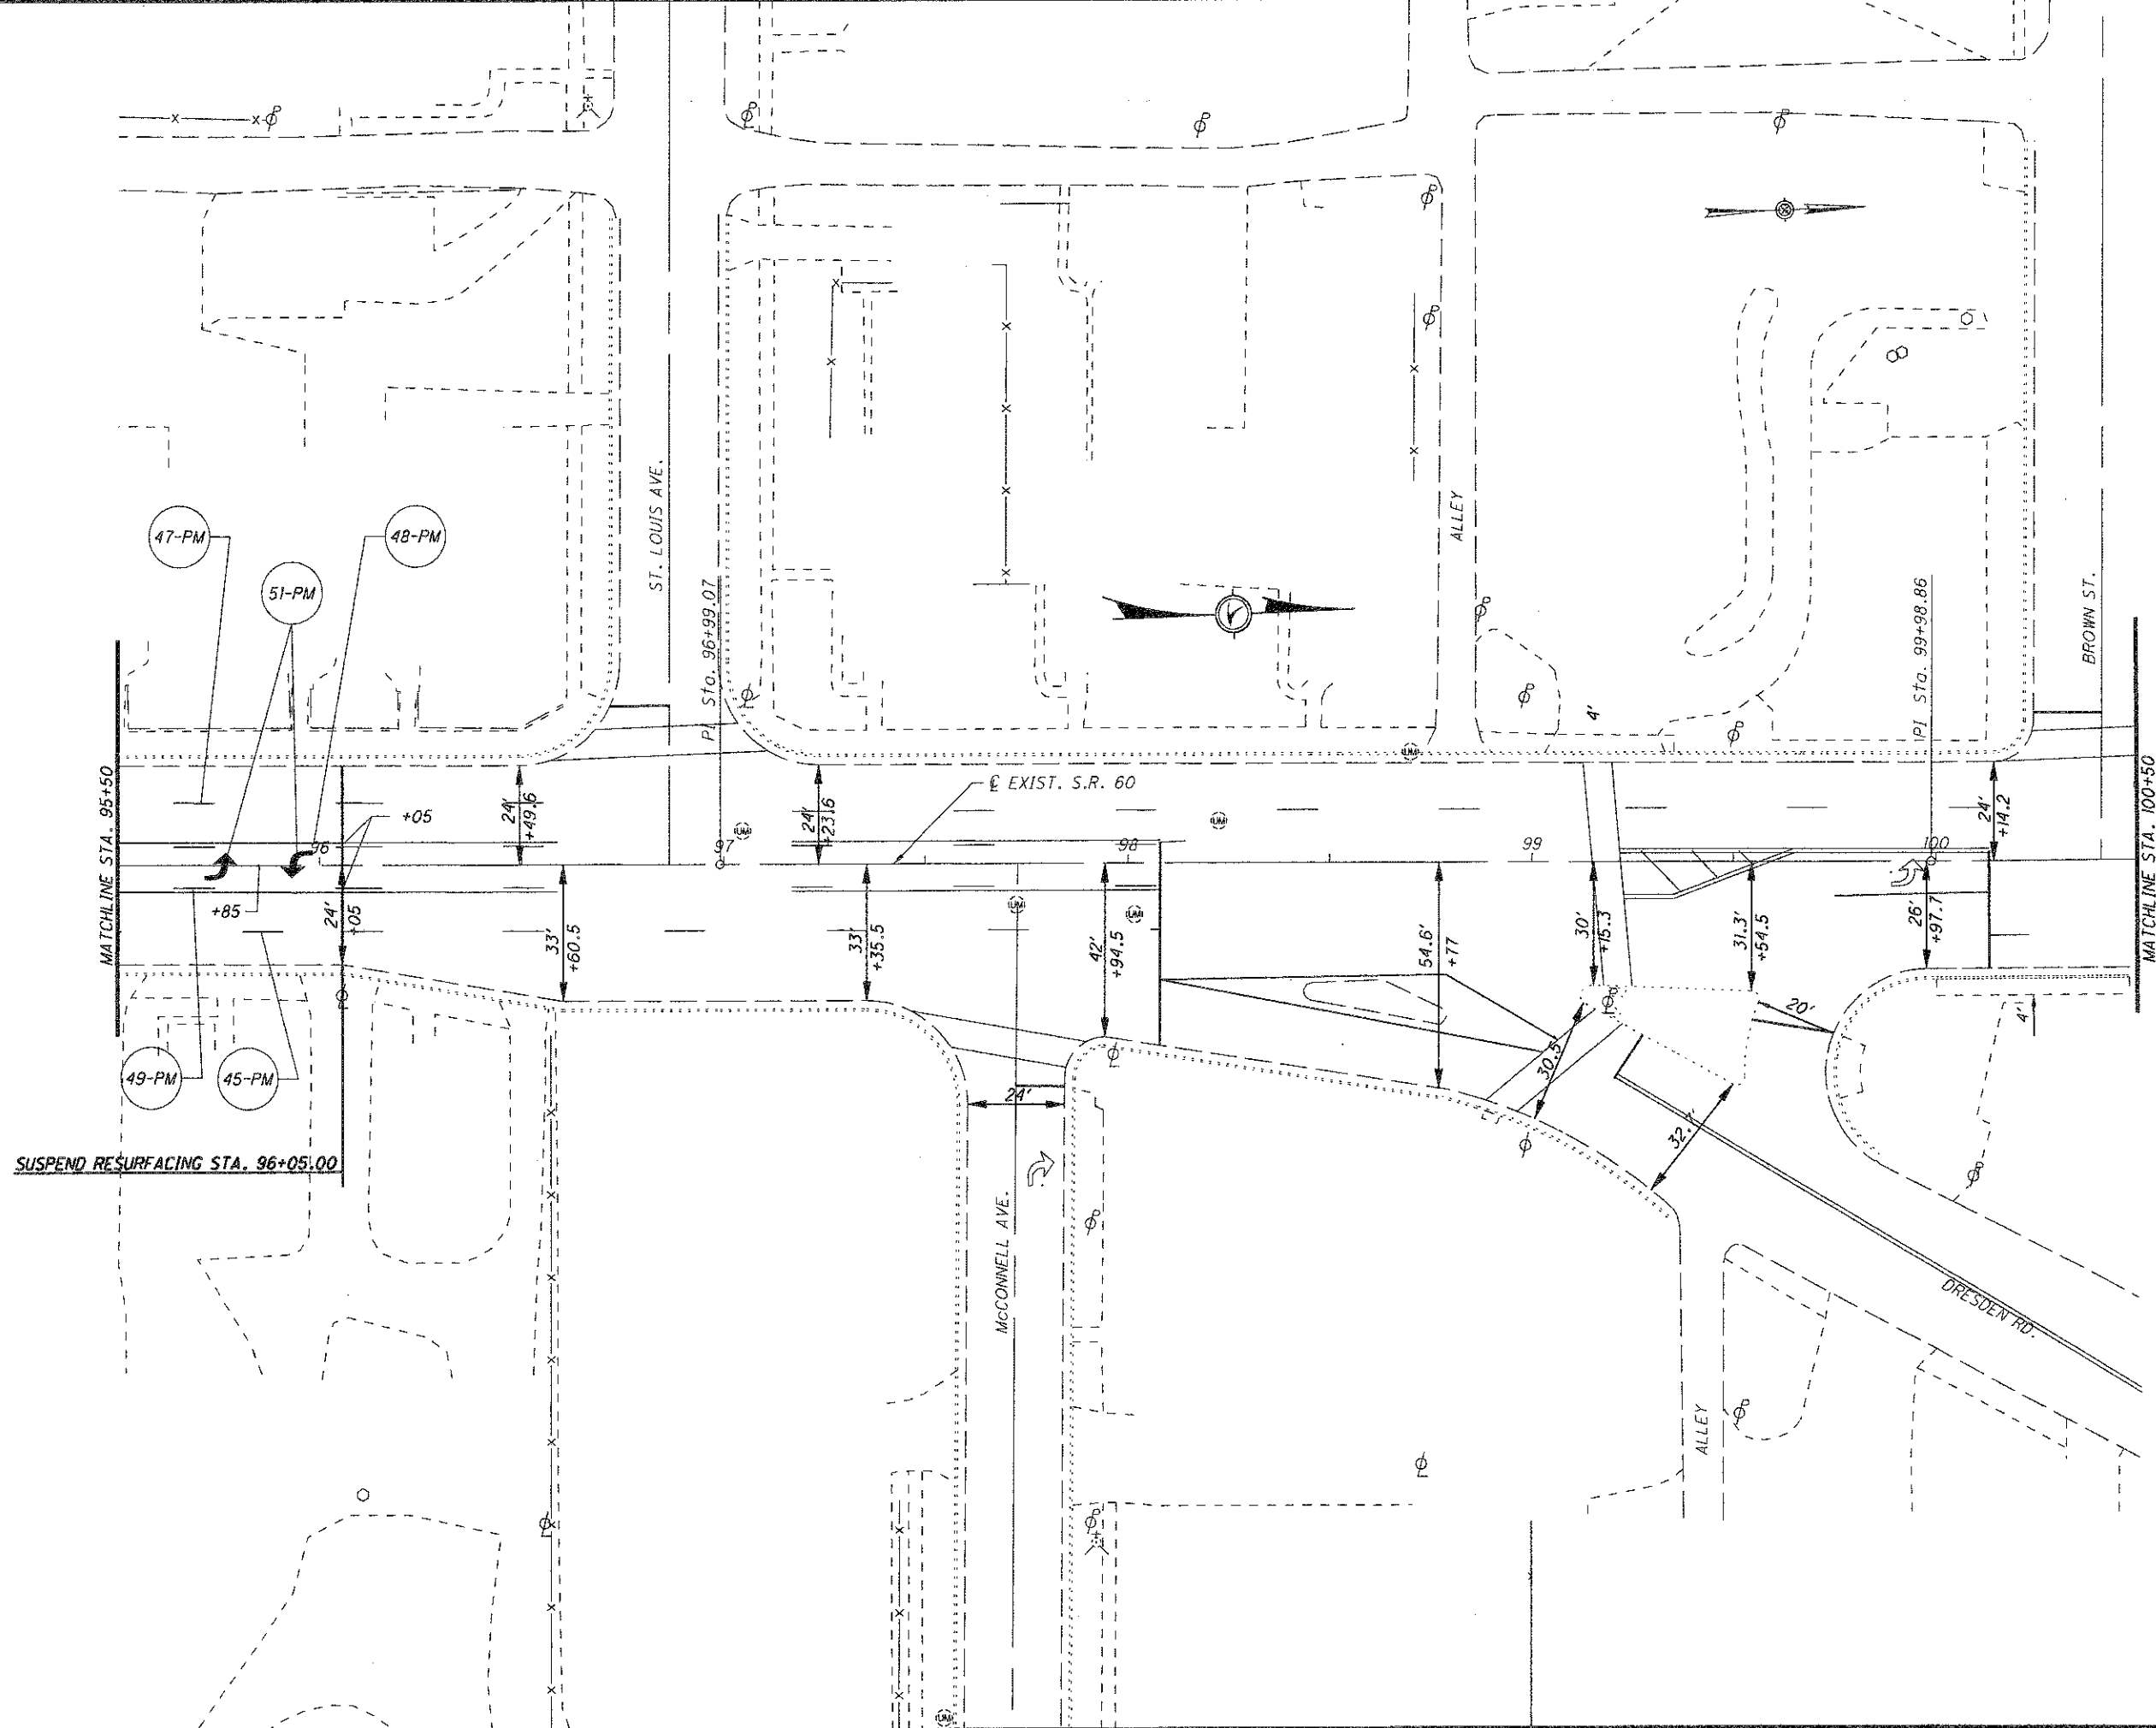 47-PM
51-PM
48-PM
ST. LOUIS AVE.
PI Sta. 96+99.07
ALLEY
PI Sta. 99+98.86
BROWN ST.
MATCHLINE STA. 95+50
MATCHLINE STA. 100+50
℄ EXIST. S.R. 60
4'
+05
96
97
98
99
100
24'
+49.6
24'
+23.6
24'
+14.2
+85
24'
+05
33'
+60.5
33'
+35.5
42'
+94.5
54.6'
+77
30'
+15.3
31.3'
+54.5
26'
+97.7
20'
4'
30.5'
24'
49-PM
45-PM
SUSPEND RESURFACING STA. 96+05.00
McCONNELL AVE.
DRESDEN RD.
ALLEY